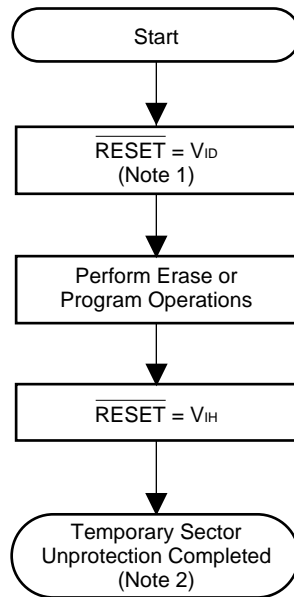 Start
RESET = VID
(Note 1)
Perform Erase or
Program Operations
RESET = VIH
Temporary Sector
Unprotection Completed
(Note 2)